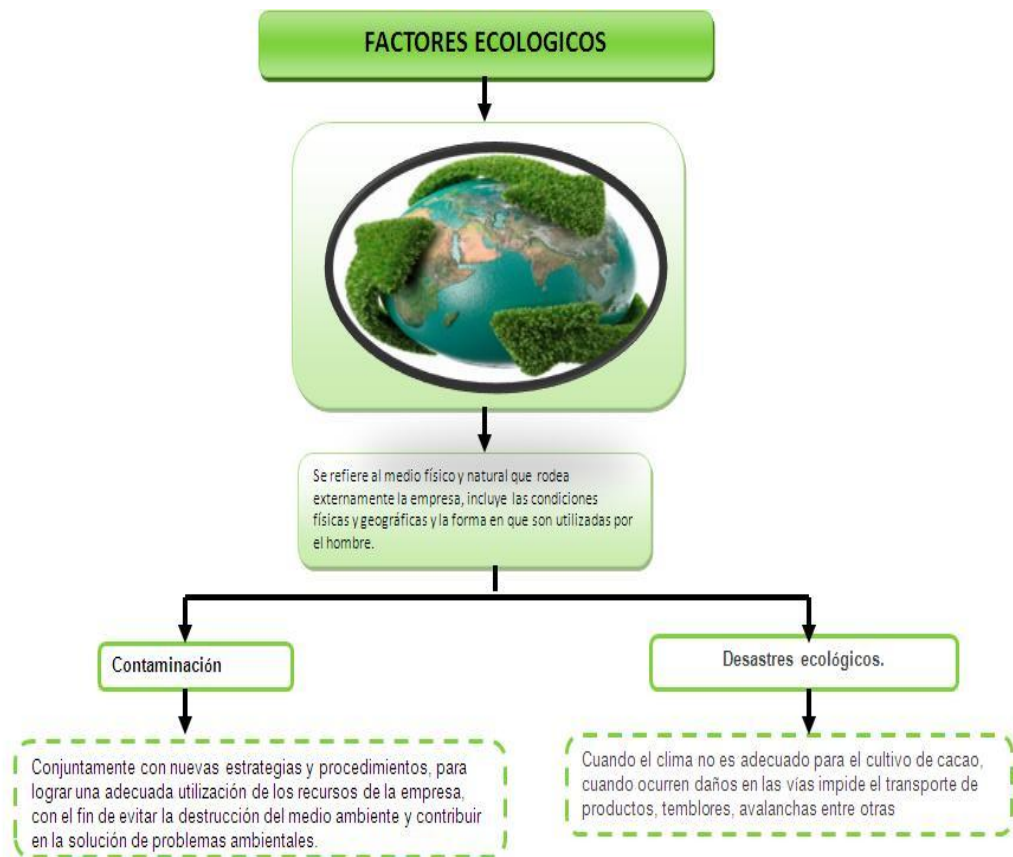 FACTORES ECOLOGICOS
Se refiere al medio físico y natural que rodea
externamente la empresa, incluye las condiciones
físicas y geográficas y la forma en que son utilizadas por
el hombre.
Contaminación
Desastres ecológicos.
Conjuntamente con nuevas estrategias y procedimientos, para
lograr una adecuada utilización de los recursos de la empresa,
con el fin de evitar la destrucción del medio ambiente y contribuir
en la solución de problemas ambientales.
Cuando el clima no es adecuado para el cultivo de cacao,
cuando ocurren daños en las vías impide el transporte de
productos, temblores, avalanchas entre otras